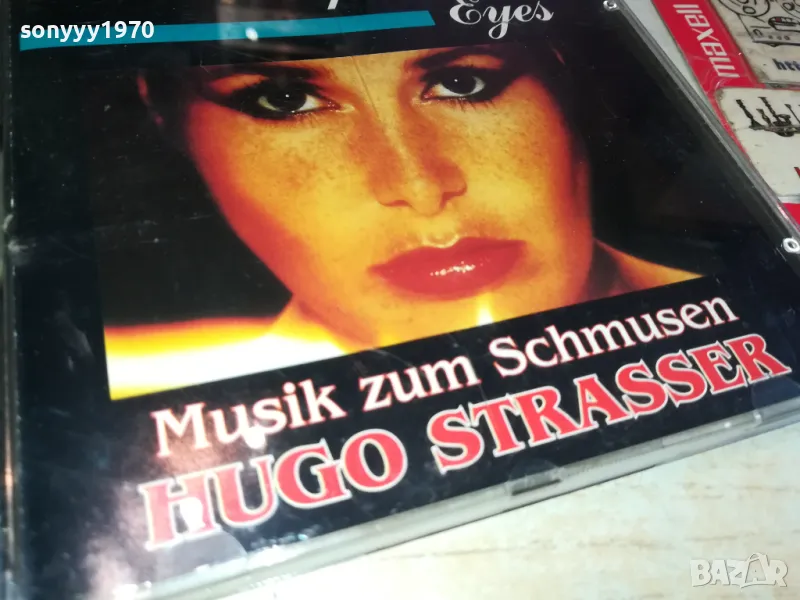 sonyyy1970
Eyes
maxell
Musik zum Schmusen
HUGO STRASSER
BAZAR